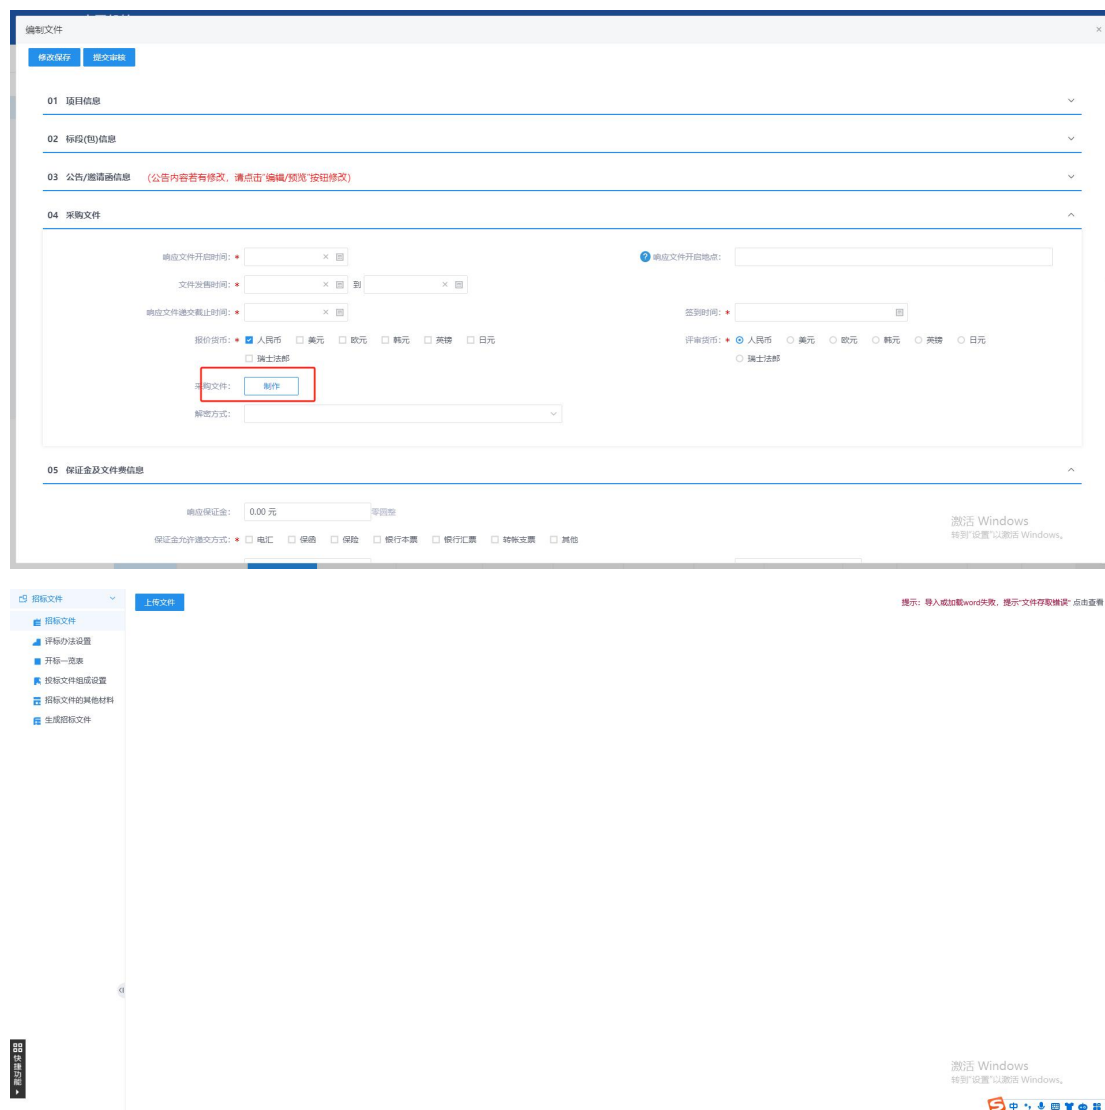 编制文件
×
修改保存 提交审核
01 项目信息
02 标段(包)信息
03 公告/邀请函信息 (公告内容若有修改，请点击"编辑/预览"按钮修改)
04 采购文件
响应文件开启时间: * × ? 响应文件开启地点:
文件发售时间: * × 到 ×
响应文件递交截止时间: * × 签到时间: *
报价货币: * 人民币 美元 欧元 韩元 英镑 日元 评审货币: * 人民币 美元 欧元 韩元 英镑 日元
瑞士法郎 瑞士法郎
采购文件: 制作
解密方式:
05 保证金及文件费信息
响应保证金: 0.00 元 零圆整
激活 Windows
保证金允许递交方式: * 电汇 保函 保险 银行本票 银行汇票 转帐支票 其他
转到"设置"以激活 Windows。
招标文件 上传文件 提示：导入或加载word失败，提示"文件存取错误" 点击查看
招标文件
评标办法设置
开标一览表
投标文件组成设置
招标文件的其他材料
生成招标文件
快捷功能
激活 Windows
转到"设置"以激活 Windows。
中